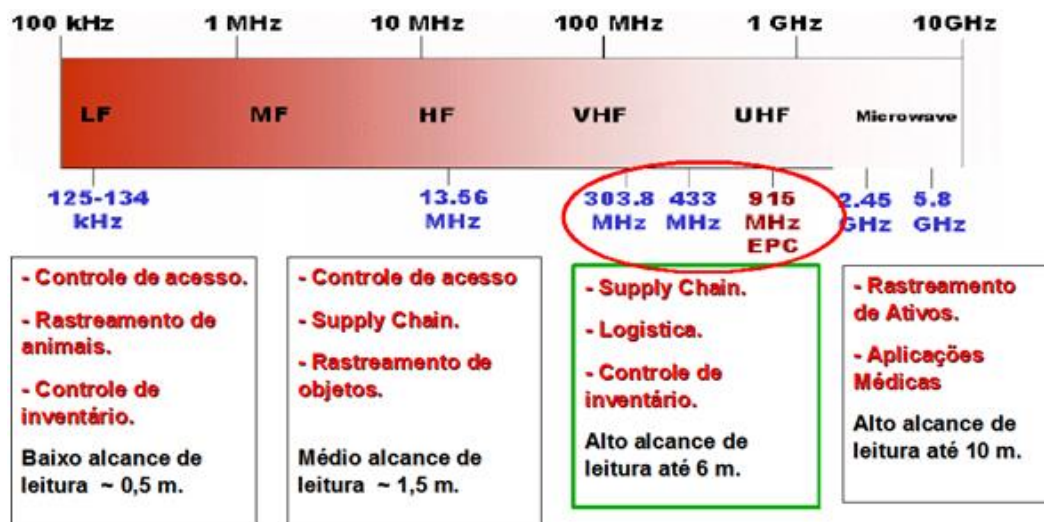 100 kHz 1 MHz 10 MHz 100 MHz 1 GHz 10GHz
LF MF HF VHF UHF Microwave
125-134 kHz
13.56 MHz
303.8 MHz
433 MHz
915 MHz EPC
2.45 GHz
5.8 GHz
- Controle de acesso.
- Rastreamento de
animais.
- Controle de
inventário.
Baixo alcance de
leitura ~ 0,5 m.
- Controle de acesso
- Supply Chain.
- Rastreamento de
objetos.
Médio alcance de
leitura ~ 1,5 m.
- Supply Chain.
- Logistica.
- Controle de
inventário.
Alto alcance de
leitura até 6 m.
- Rastreamento
de Ativos.
- Aplicações
Médicas
Alto alcance de
leitura até 10 m.